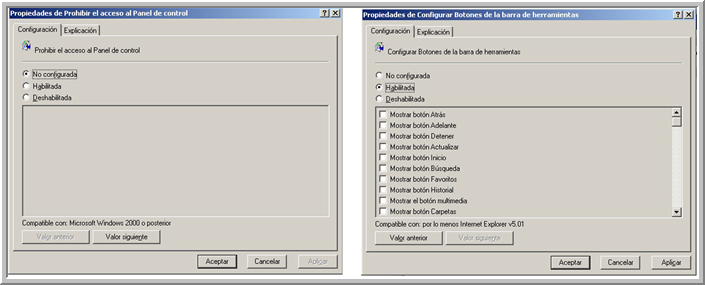 Propiedades de Prohibir el acceso al Panel de control
Configuración
Explicación
Prohibir el acceso al Panel de control
No configurada
Habilitada
Deshabilitada
Compatible con: Microsoft Windows 2000 o posterior
Valor anterior
Valor siguiente
Aceptar
Cancelar
Aplicar
Propiedades de Configurar Botones de la barra de herramientas
Configuración
Explicación
Configurar Botones de la barra de herramientas
No configurada
Habilitada
Deshabilitada
Mostrar botón Atrás
Mostrar botón Adelante
Mostrar botón Detener
Mostrar botón Actualizar
Mostrar botón Inicio
Mostrar botón Búsqueda
Mostrar botón Favoritos
Mostrar botón Historial
Mostrar el botón multimedia
Mostrar botón Carpetas
Compatible con: por lo menos Internet Explorer v5.01
Valor anterior
Valor siguiente
Aceptar
Cancelar
Aplicar